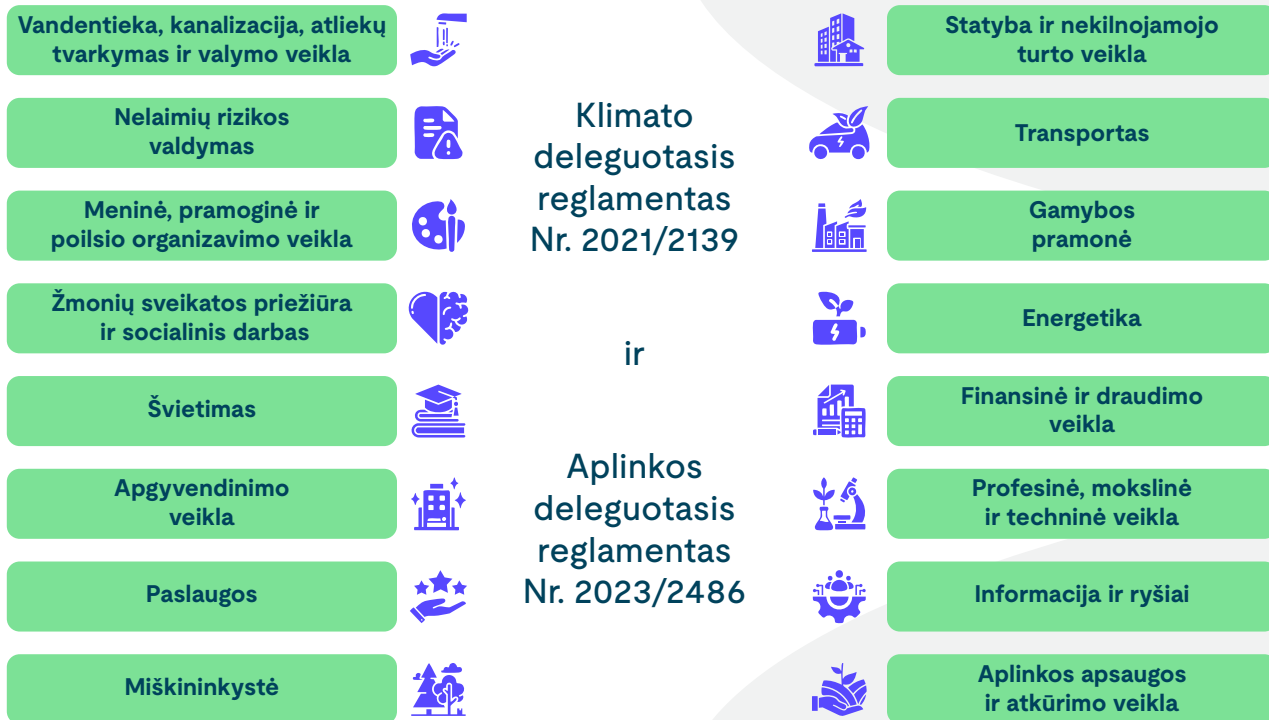 Vandentieka, kanalizacija, atliekų
tvarkymas ir valymo veikla
Nelaimių rizikos
valdymas
Meninė, pramoginė ir
poilsio organizavimo veikla
Žmonių sveikatos priežiūra
ir socialinis darbas
Švietimas
Apgyvendinimo
veikla
Paslaugos
Miškininkystė
Klimato
deleguotasis
reglamentas
Nr. 2021/2139
ir
Aplinkos
deleguotasis
reglamentas
Nr. 2023/2486
Statyba ir nekilnojamojo
turto veikla
Transportas
Gamybos
pramonė
Energetika
Finansinė ir draudimo
veikla
Profesinė, mokslinė
ir techninė veikla
Informacija ir ryšiai
Aplinkos apsaugos
ir atkūrimo veikla